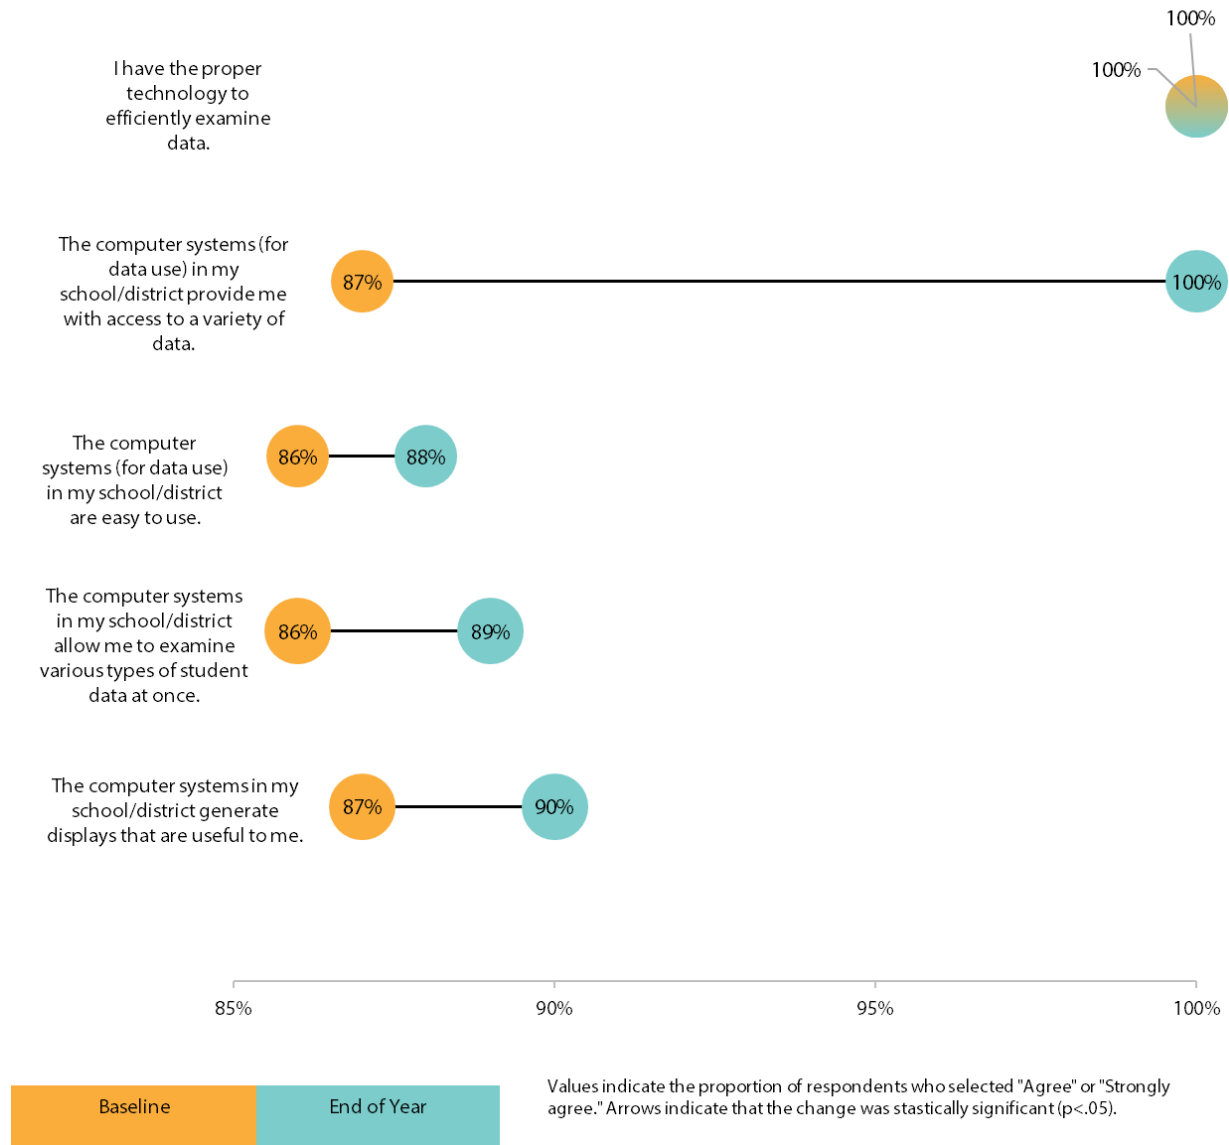 100%
100%
I have the proper
technology to
efficiently examine
data.
The computer systems (for
data use) in my
school/district provide me
with access to a variety of
data.
87%
100%
The computer
systems (for data use)
in my school/district
are easy to use.
86%
88%
The computer systems
in my school/district
allow me to examine
various types of student
data at once.
86%
89%
The computer systems in my
school/district generate
displays that are useful to me.
87%
90%
85%
90%
95%
100%
Baseline
End of Year
Values indicate the proportion of respondents who selected "Agree" or "Strongly
agree." Arrows indicate that the change was stastically significant (p<.05).